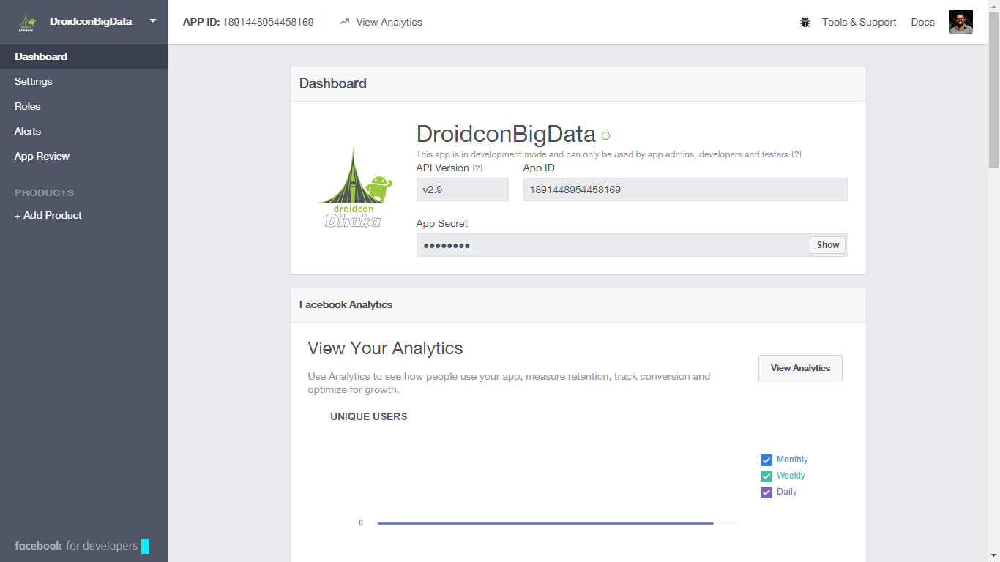 DroidconBigData
APP ID: 1891448954458169
View Analytics
Tools & Support
Docs
Dashboard
Settings
Roles
Alerts
App Review
PRODUCTS
+ Add Product
facebook for developers
Dashboard
droidcon
Dhaka
DroidconBigData
This app is in development mode and can only be used by app admins, developers and testers [?]
API Version [?]
App ID
v2.9
1891448954458169
App Secret
●●●●●●●●
Show
Facebook Analytics
View Your Analytics
Use Analytics to see how people use your app, measure retention, track conversion and
optimize for growth.
View Analytics
UNIQUE USERS
Monthly
Weekly
Daily
0